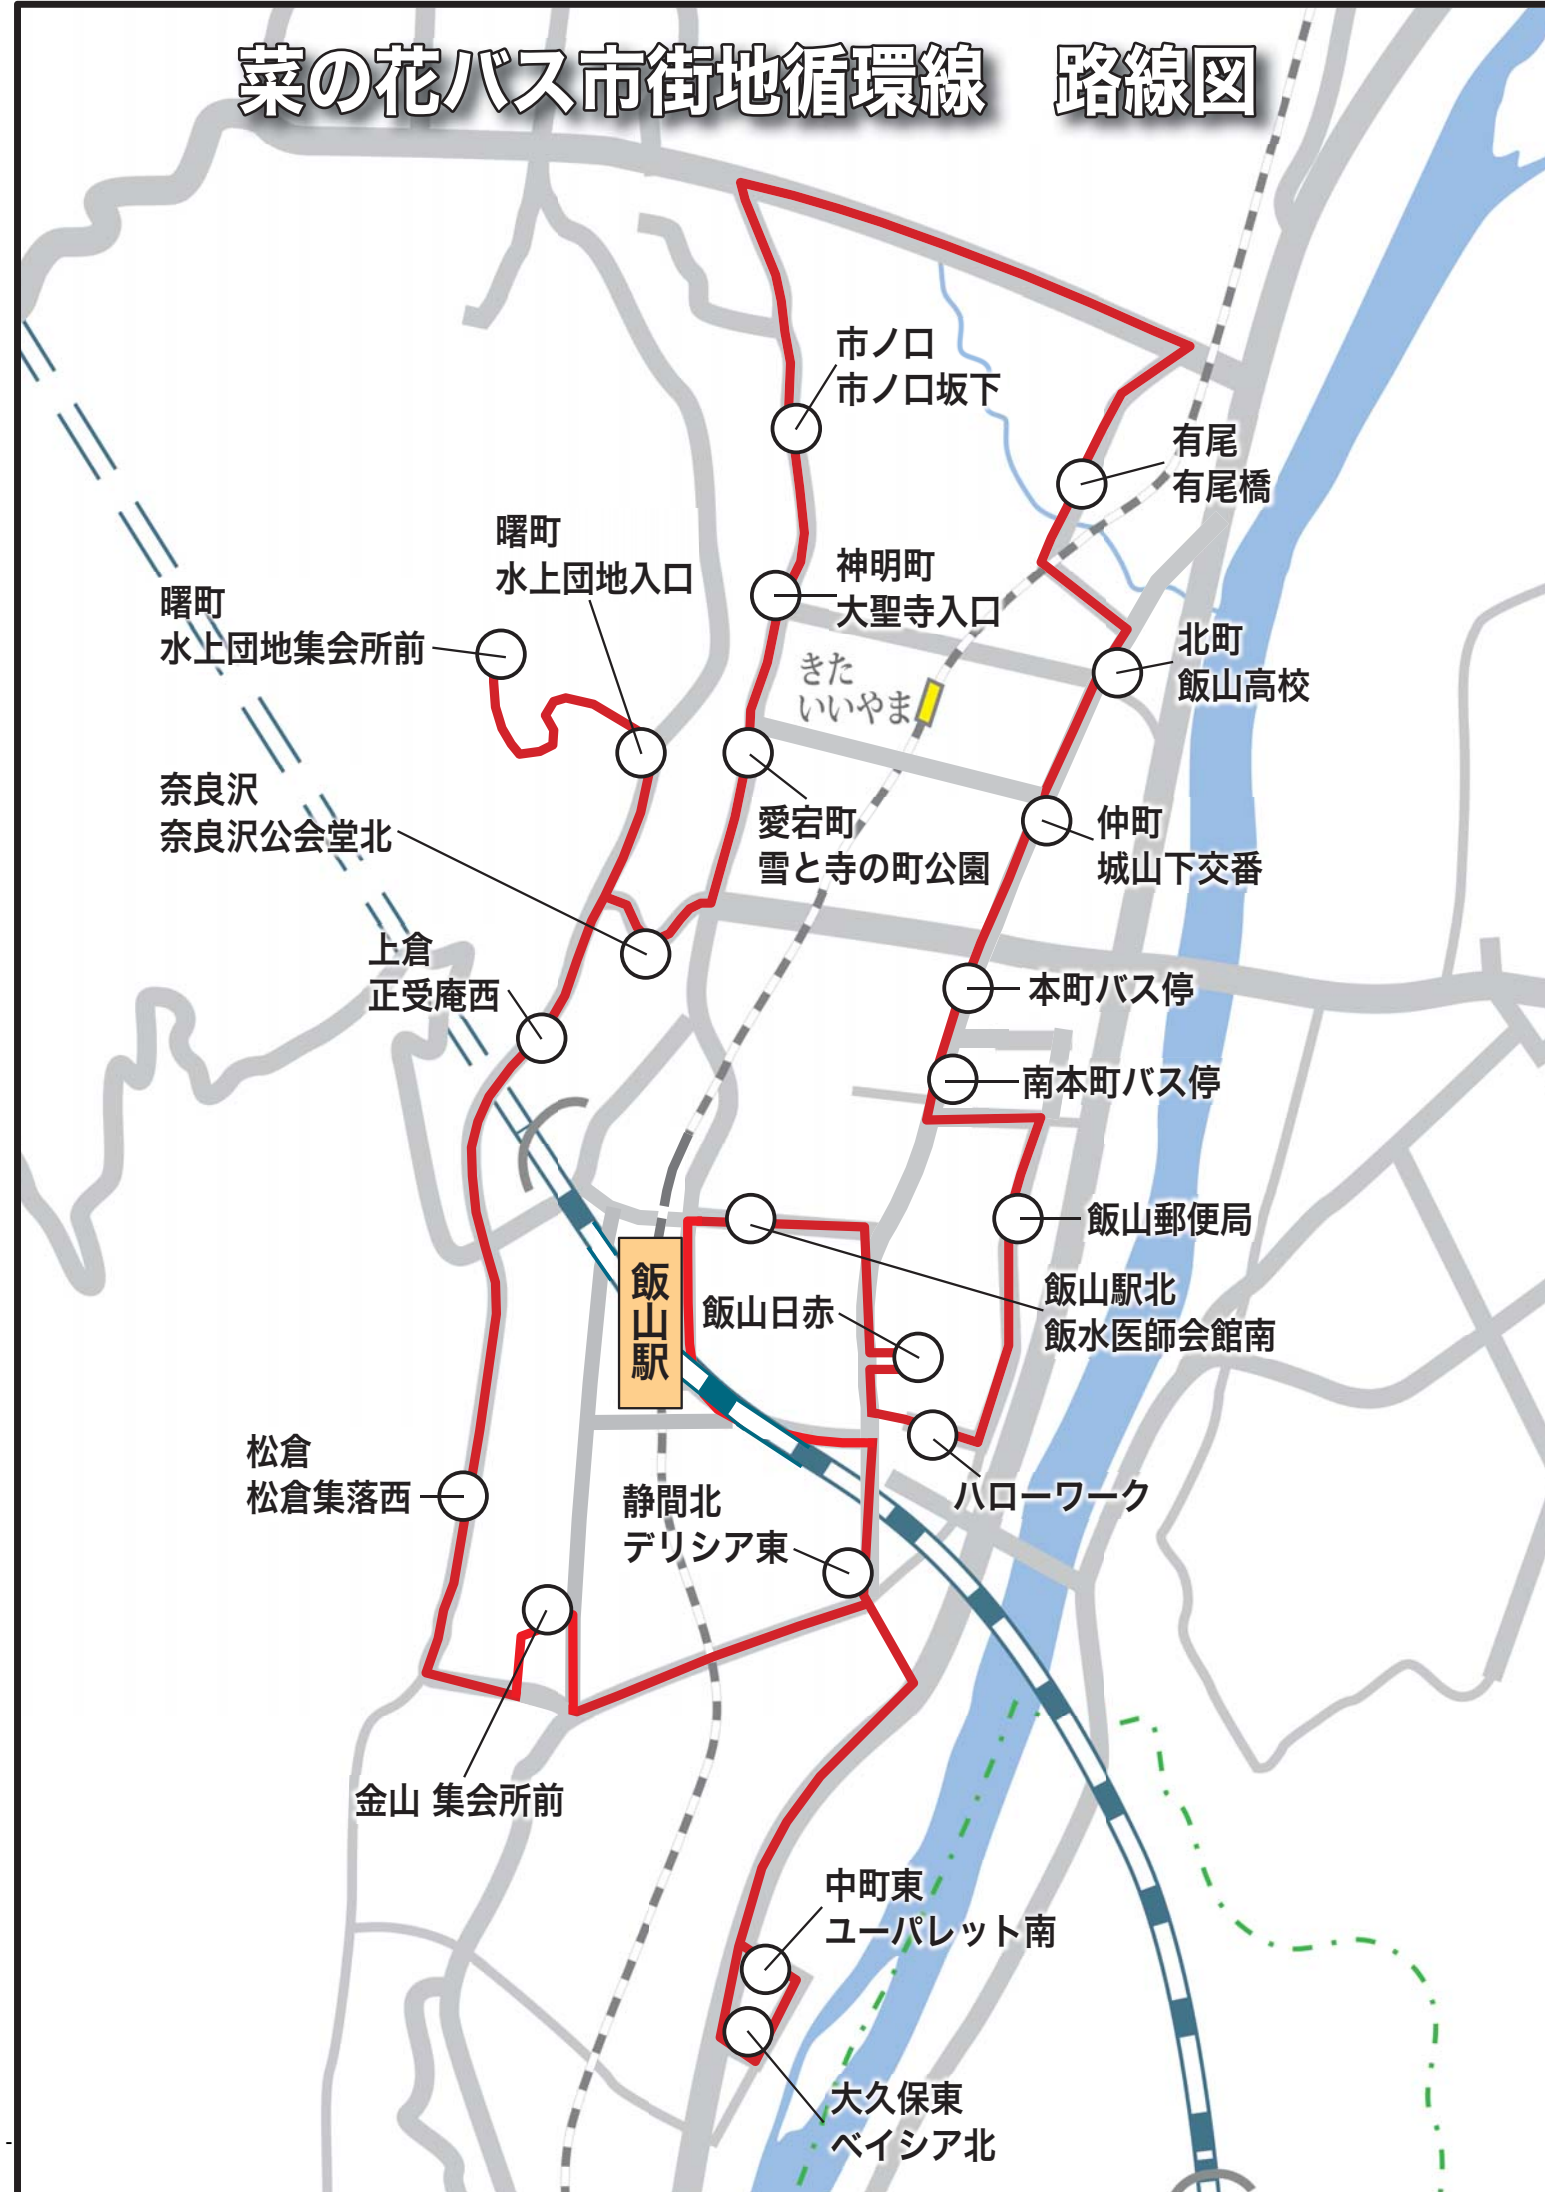 菜の花バス市街地循環線　路線図
市ノ口
市ノ口坂下
有尾
有尾橋
曙町
水上団地入口
神明町
大聖寺入口
曙町
水上団地集会所前
北町
飯山高校
きた
いいやま
奈良沢
奈良沢公会堂北
愛宕町
雪と寺の町公園
仲町
城山下交番
上倉
正受庵西
本町バス停
南本町バス停
飯山郵便局
飯山駅
飯山日赤
飯山駅北
飯水医師会館南
松倉
松倉集落西
静間北
デリシア東
ハローワーク
金山 集会所前
中町東
ユーパレット南
大久保東
ベイシア北